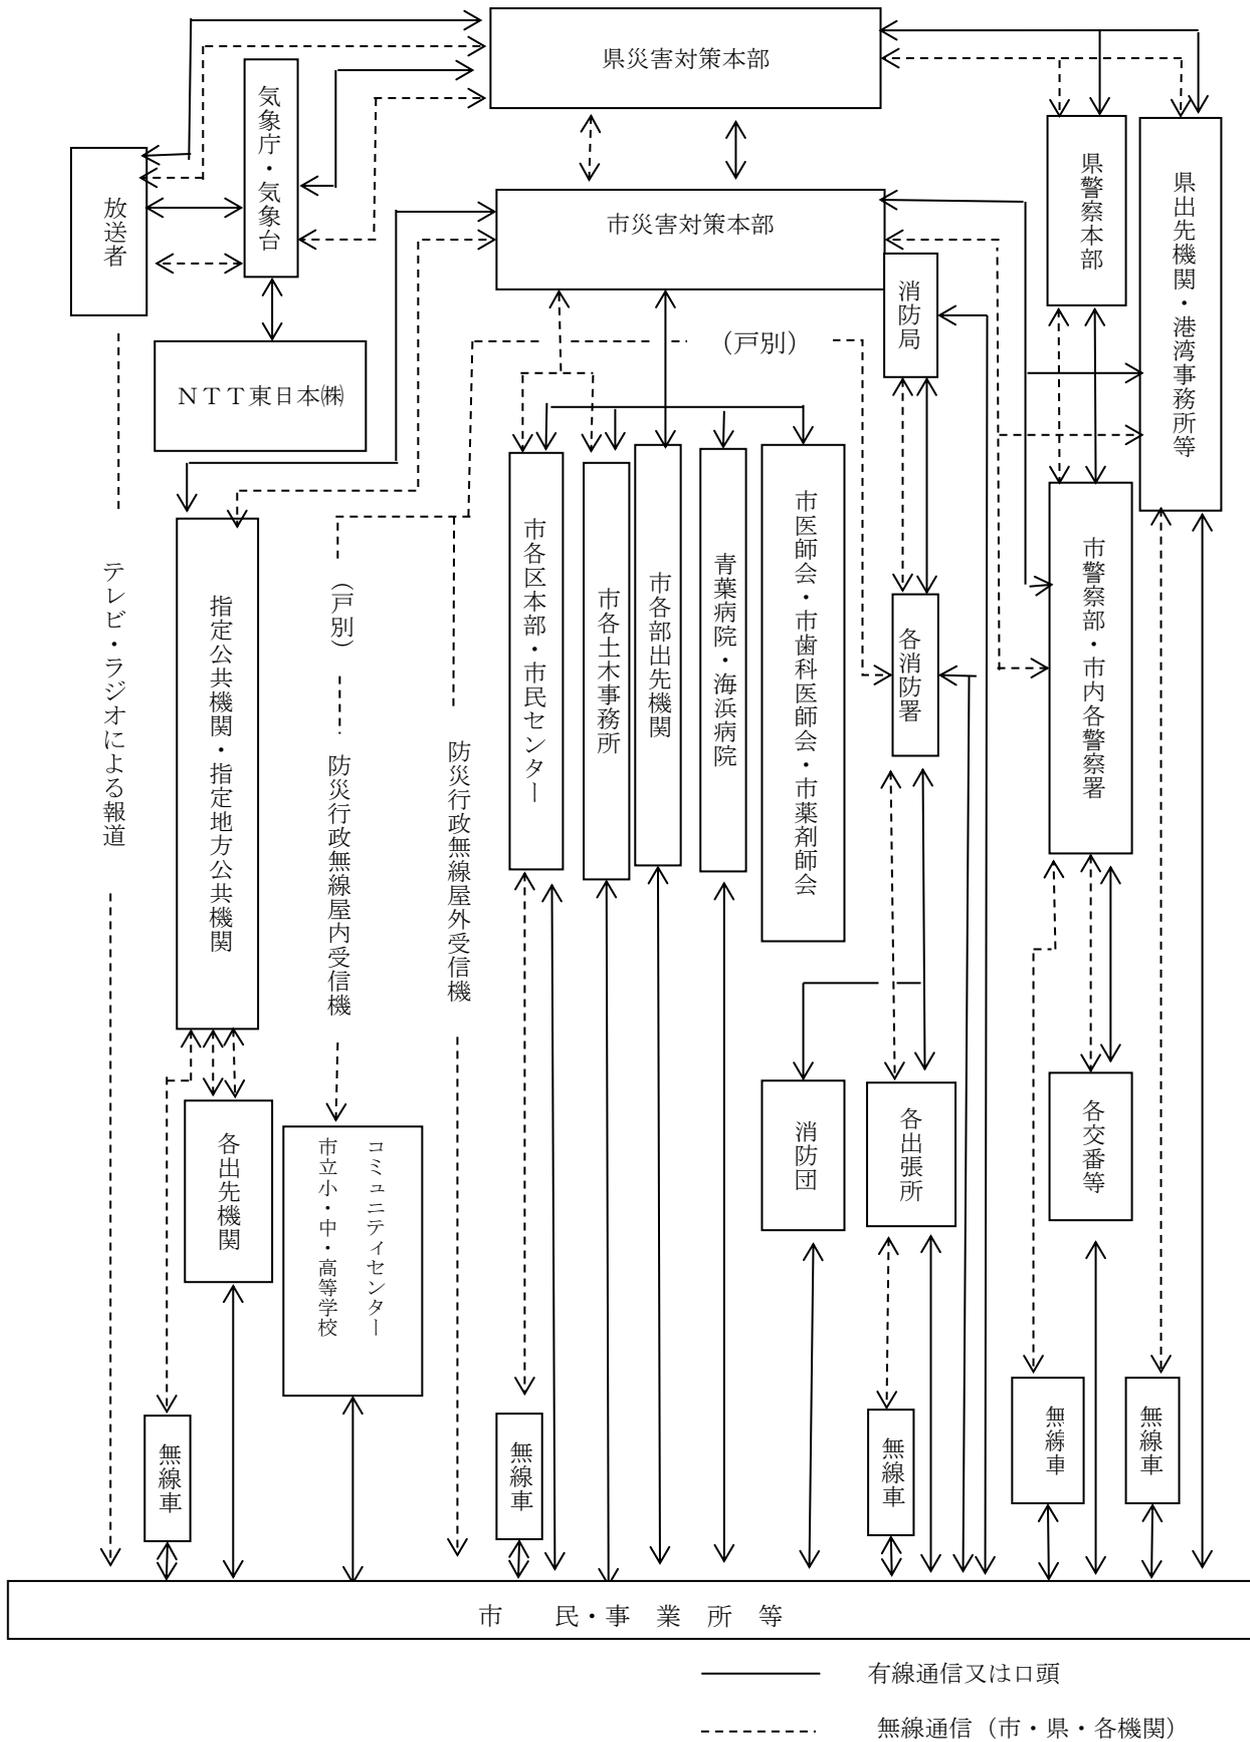 県災害対策本部
気象庁・気象台
放送者
県警察本部
県出先機関・港湾事務所等
市災害対策本部
消防局
（戸別）
ＮＴＴ東日本㈱
市各区本部・市民センター
市各土木事務所
市各部出先機関
青葉病院・海浜病院
市医師会・市歯科医師会・市薬剤師会
各消防署
市警察部・市内各警察署
指定公共機関・指定地方公共機関
（戸別）
テレビ・ラジオによる報道
防災行政無線屋内受信機
防災行政無線屋外受信機
各出先機関
コミュニティセンター
市立小・中・高等学校
消防団
各出張所
各交番等
無線車
無線車
無線車
無線車
無線車
市　　民・事　業　所　等
有線通信又は口頭
無線通信（市・県・各機関）